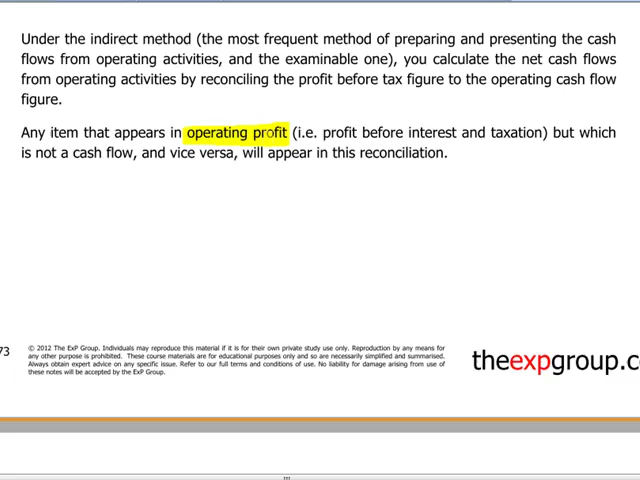 Under the indirect method (the most frequent method of preparing and presenting the cash
flows from operating activities, and the examinable one), you calculate the net cash flows
from operating activities by reconciling the profit before tax figure to the operating cash flow
figure.
Any item that appears in operating profit (i.e. profit before interest and taxation) but which
is not a cash flow, and vice versa, will appear in this reconciliation.
73
© 2012 The ExP Group. Individuals may reproduce this material if it is for their own private study use only. Reproduction by any means for
any other purpose is prohibited. These course materials are for educational purposes only and so are necessarily simplified and summarised.
Always obtain expert advice on any specific issue. Refer to our full terms and conditions of use. No liability for damage arising from use of
these notes will be accepted by the ExP Group.
theexpgroup.c